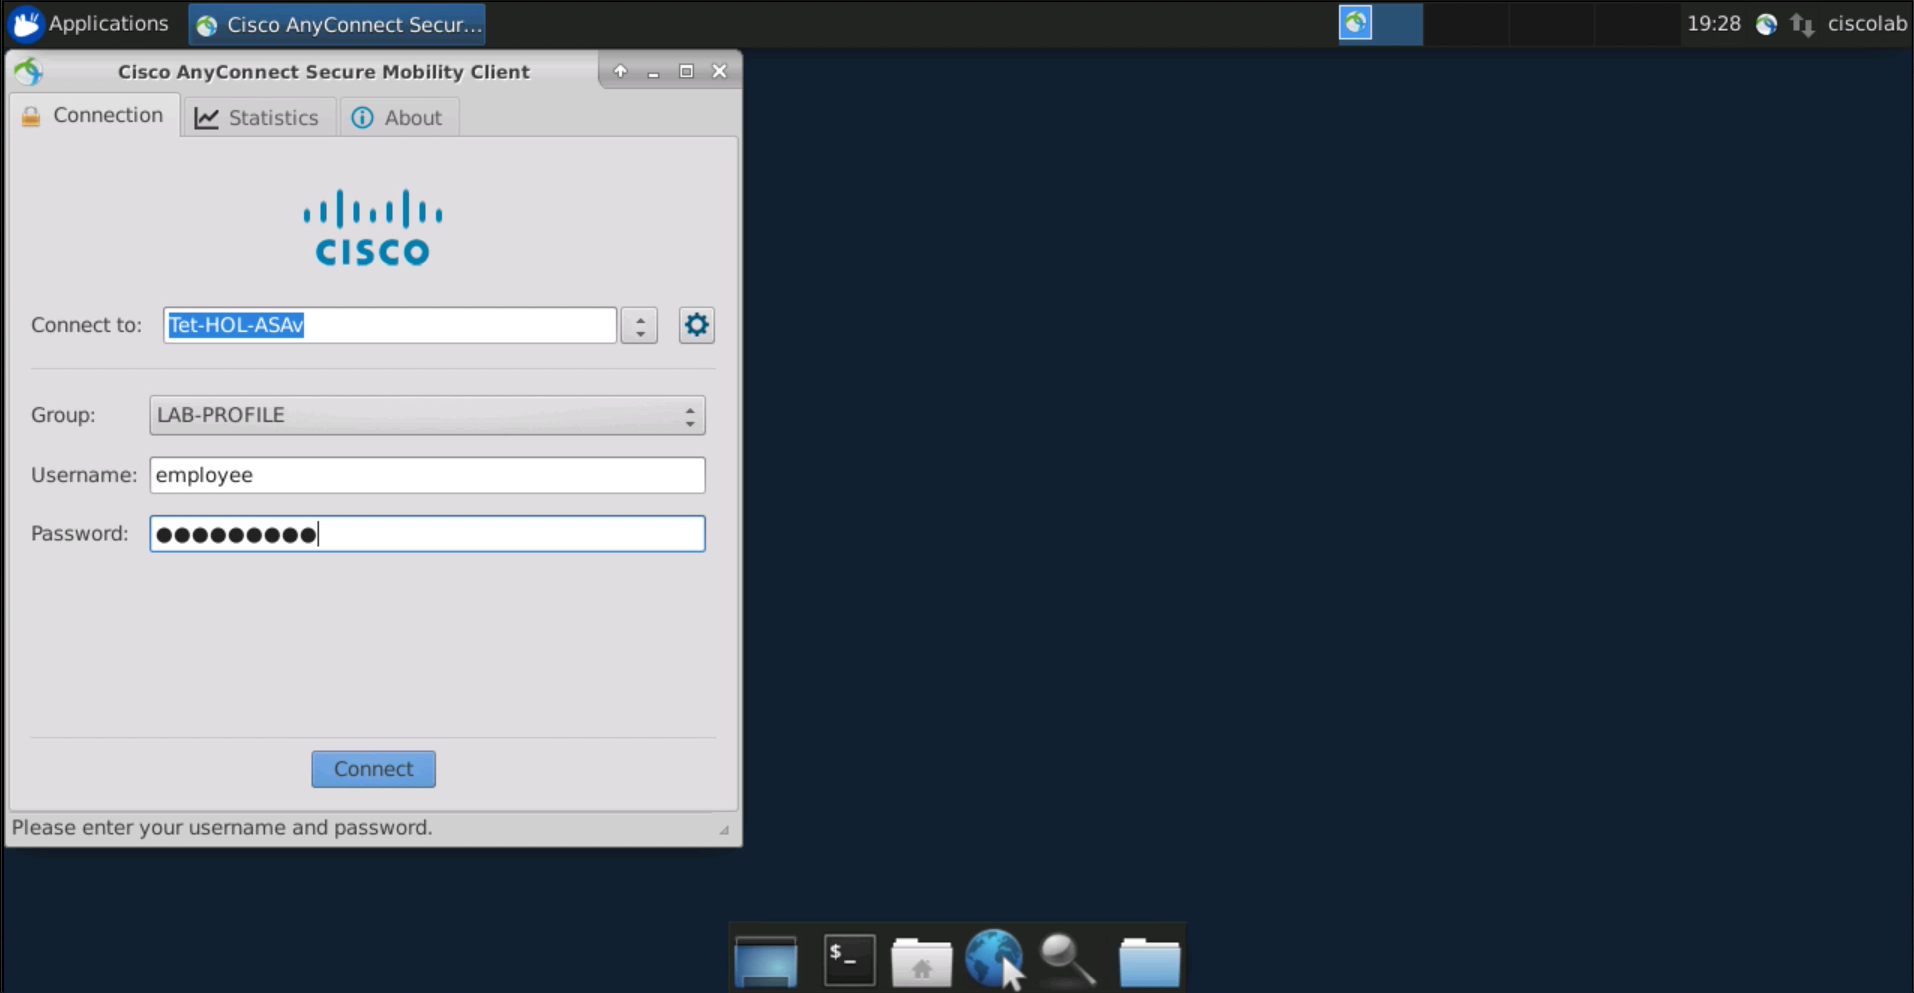 Applications Cisco AnyConnect Secur... 19:28 ciscolab
Cisco AnyConnect Secure Mobility Client
Connection Statistics About
CISCO
Connect to: Tet-HOL-ASAv
Group: LAB-PROFILE
Username: employee
Password: ●●●●●●●●●
Connect
Please enter your username and password.
$_